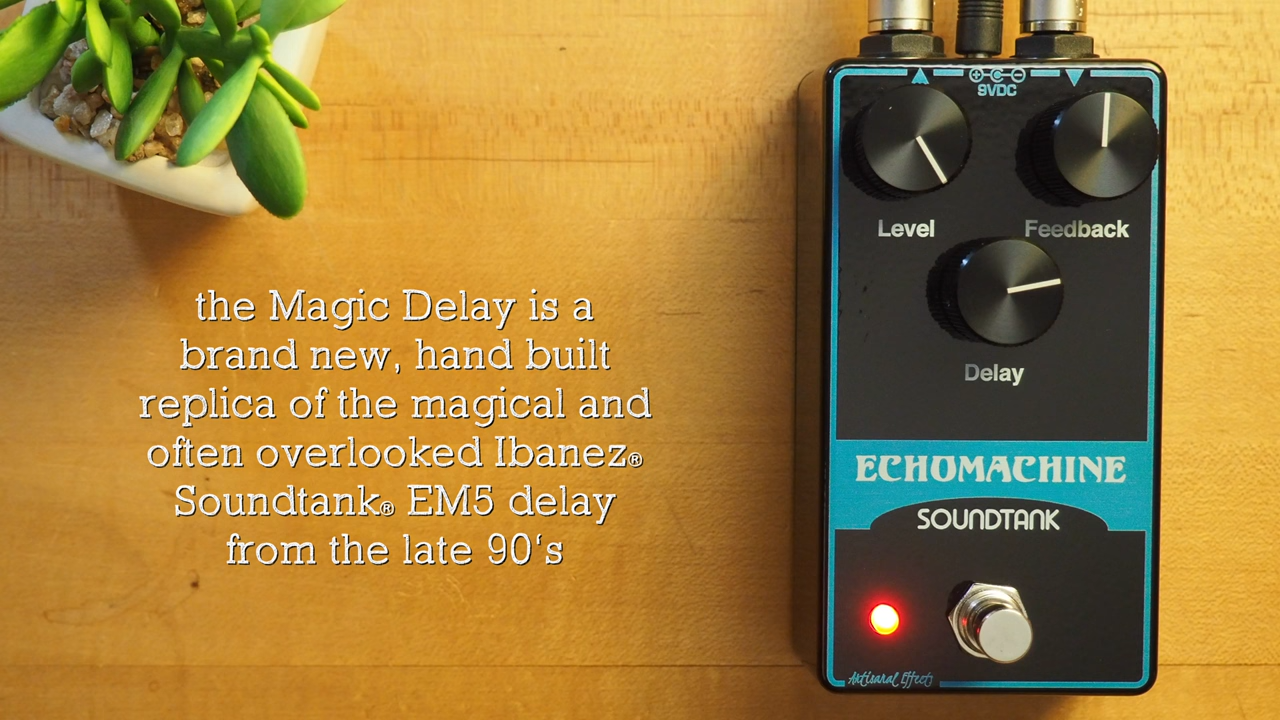 the Magic Delay is a
brand new, hand built
replica of the magical and
often overlooked Ibanez®
Soundtank® EM5 delay
from the late 90‘s
9VDC
Level
Feedback
Delay
ECHOMACHINE
SOUNDTANK
Artisanal Effects